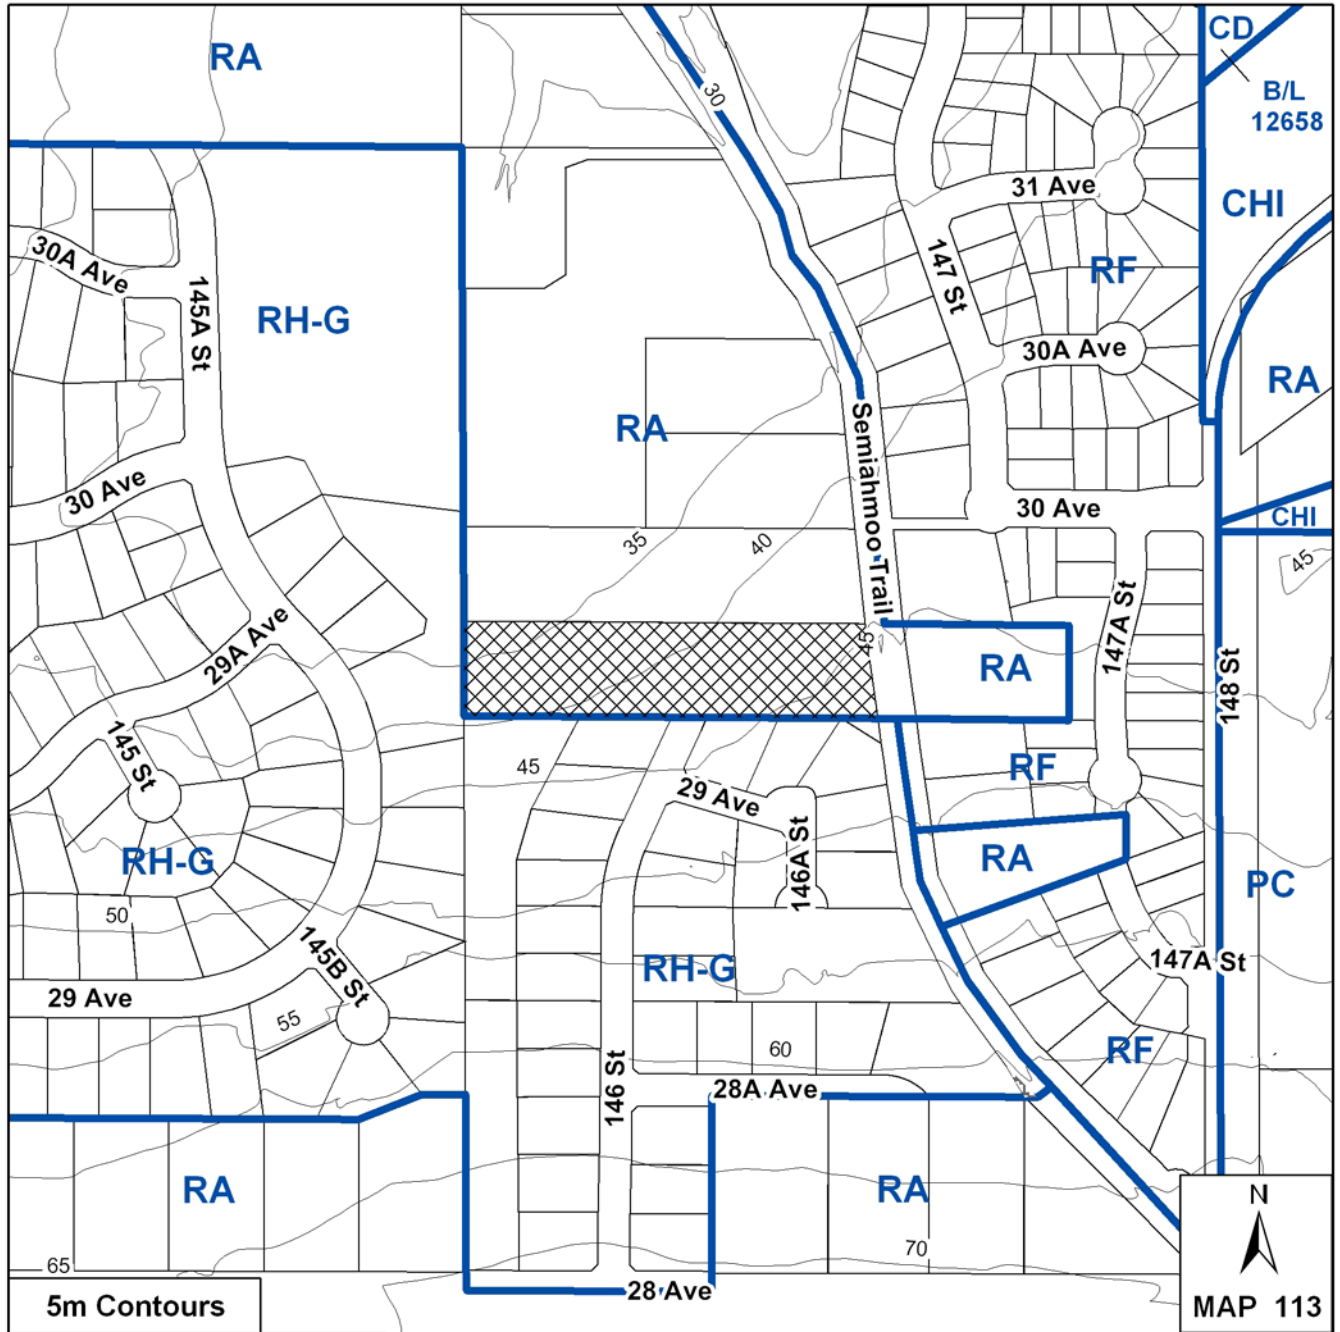 RA
CD
B/L
12658
30
31 Ave
CHI
30A Ave
147 St
RF
145A St
RH-G
30A Ave
RA
RA
Semiahmoo Trail
30 Ave
30 Ave
CHI
35
40
45
147A St
29A Ave
45
RA
148 St
145 St
45
RF
29 Ave
146A St
RH-G
RA
PC
50
145B St
RH-G
147A St
29 Ave
55
60
RF
146 St
28A Ave
RA
RA
N
65
70
28 Ave
5m Contours
MAP 113